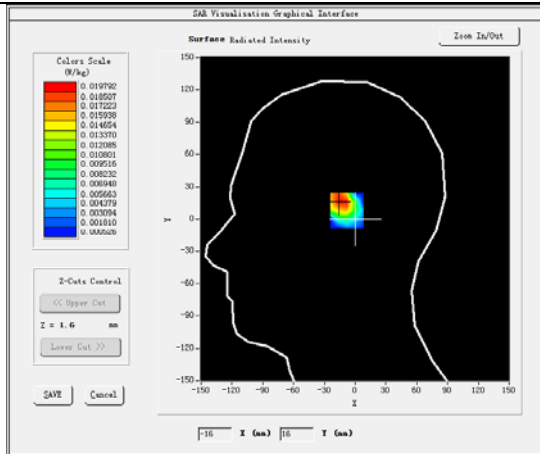 SAR Visualisation Graphical Interface
Surface Radiated Intensity
Zoom In/Out
Colors Scale
(W/kg)
0.019792
0.018507
0.017223
0.015938
0.014654
0.013370
0.012085
0.010801
0.009516
0.008232
0.006948
0.005663
0.004379
0.003094
0.001810
0.000526
Z-Cuts Control
<< Upper Cut
Z = 1.6 mm
Lower Cut >>
SAVE
Cancel
150
120
90
60
30
0
-30
-60
-90
-120
-150
Y
-150 -120 -90 -60 -30 0 30 60 90 120 150
X
-16 X (mm) 16 Y (mm)